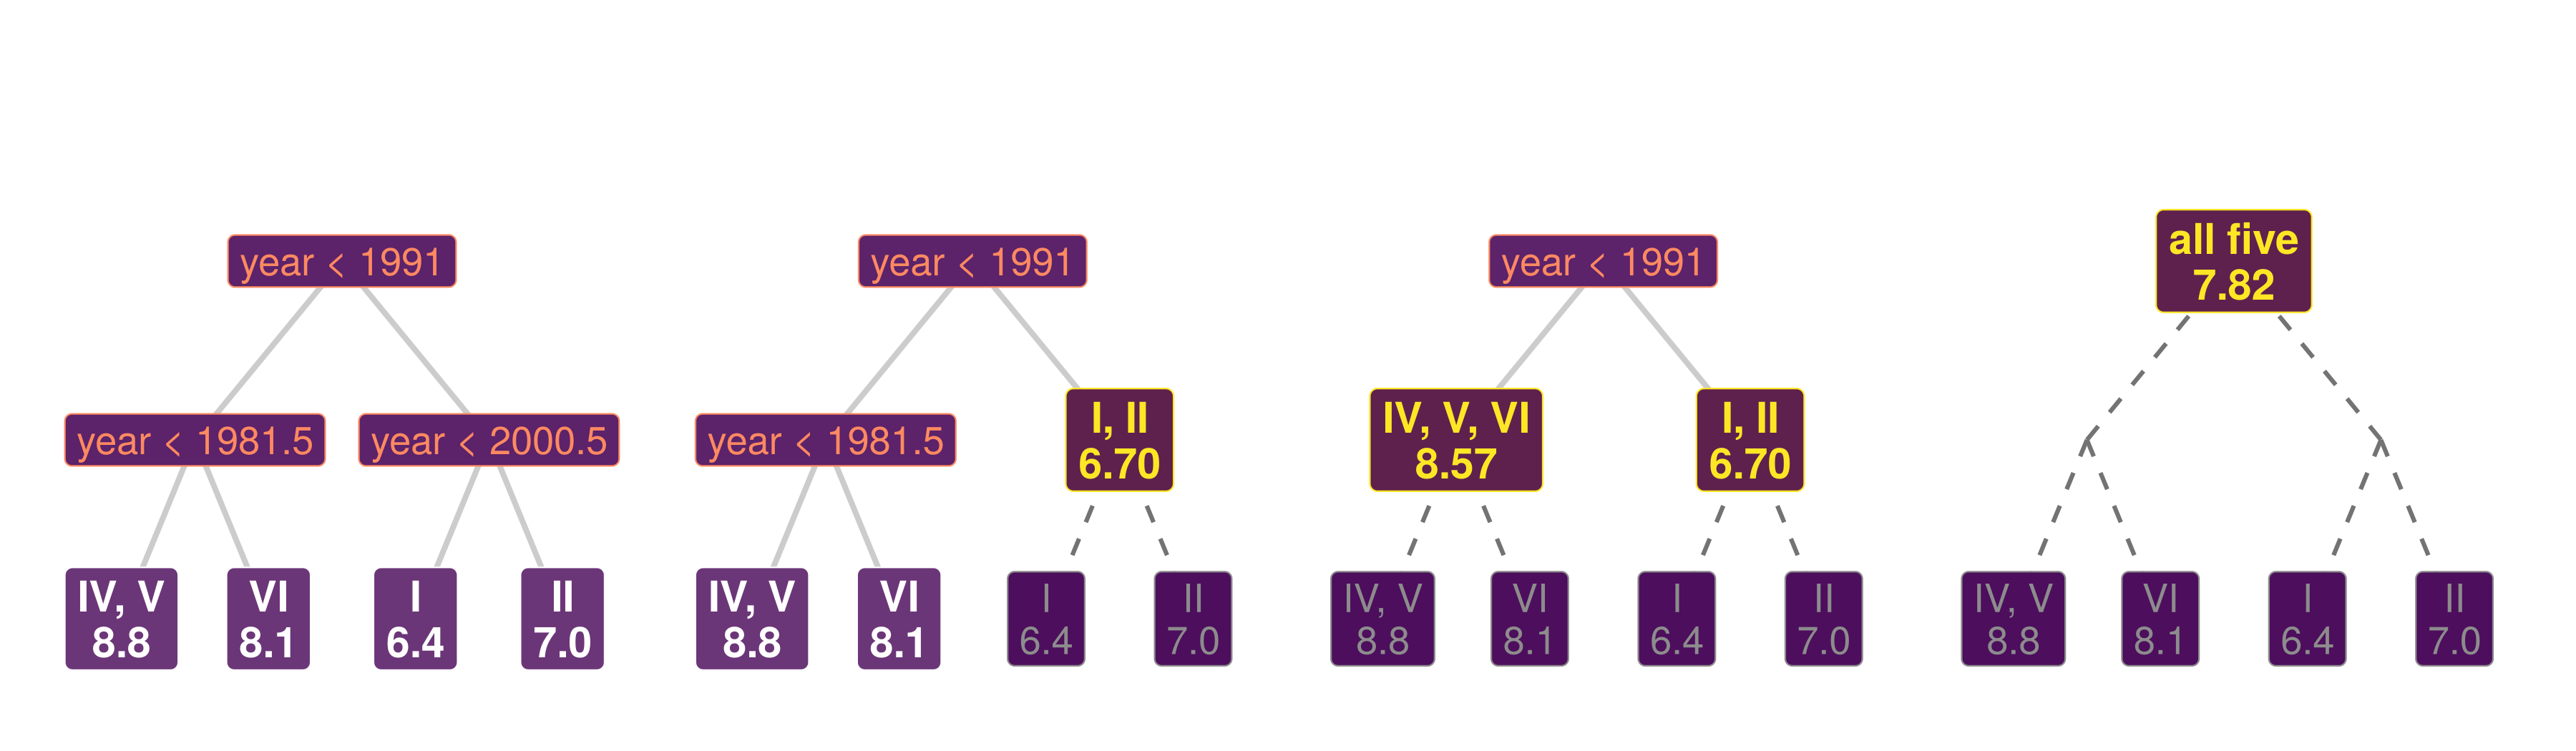 year < 1991
year < 1981.5
year < 2000.5
IV, V
8.8
VI
8.1
I
6.4
II
7.0
year < 1991
year < 1981.5
I, II
6.70
IV, V
8.8
VI
8.1
I
6.4
II
7.0
year < 1991
IV, V, VI
8.57
I, II
6.70
IV, V
8.8
VI
8.1
I
6.4
II
7.0
all five
7.82
IV, V
8.8
VI
8.1
I
6.4
II
7.0